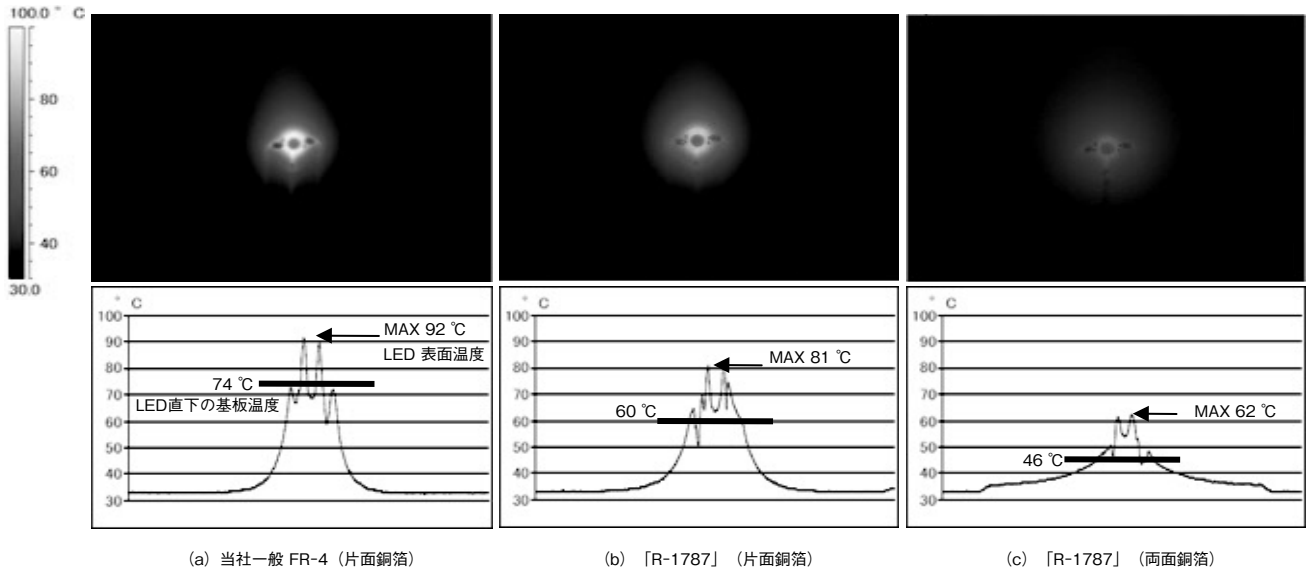 100.0 °C
80
60
40
30.0
° C
100
90
80
70
60
50
40
30
MAX 92 ℃
LED 表面温度
74 ℃
LED直下の基板温度
° C
100
90
80
70
60
50
40
30
MAX 81 ℃
60 ℃
° C
100
90
80
70
60
50
40
30
MAX 62 ℃
46 ℃
(a) 当社一般 FR-4（片面銅箔）
(b) 「R-1787」（片面銅箔）
(c) 「R-1787」（両面銅箔）